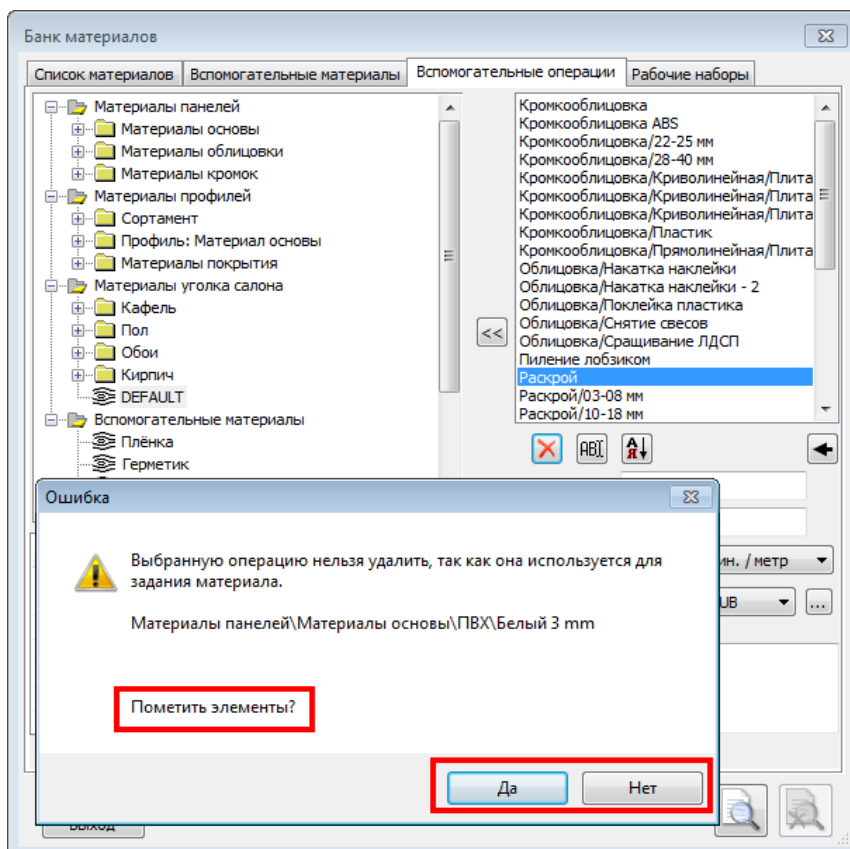 Банк материалов
Список материалов
Вспомогательные материалы
Вспомогательные операции
Рабочие наборы
Материалы панелей
Материалы основы
Материалы облицовки
Материалы кромок
Материалы профилей
Сортамент
Профиль: Материал основы
Материалы покрытия
Материалы уголка салона
Кафель
Пол
Обои
Кирпич
DEFAULT
Вспомогательные материалы
Плёнка
Герметик
<<
Кромкооблицовка
Кромкооблицовка ABS
Кромкооблицовка/22-25 мм
Кромкооблицовка/28-40 мм
Кромкооблицовка/Криволинейная/Плита
Кромкооблицовка/Криволинейная/Плита
Кромкооблицовка/Криволинейная/Плита
Кромкооблицовка/Пластик
Кромкооблицовка/Прямолинейная/Плита
Облицовка/Накатка наклейки
Облицовка/Накатка наклейки - 2
Облицовка/Поклейка пластика
Облицовка/Снятие свесов
Облицовка/Сращивание ЛДСП
Пиление лобзиком
Раскрой
Раскрой/03-08 мм
Раскрой/10-18 мм
ABI
А
Я
ин. / метр
UB
...
Ошибка
Выбранную операцию нельзя удалить, так как она используется для
задания материала.
Материалы панелей\Материалы основы\ПВХ\Белый 3 mm
Пометить элементы?
Да
Нет
Выход